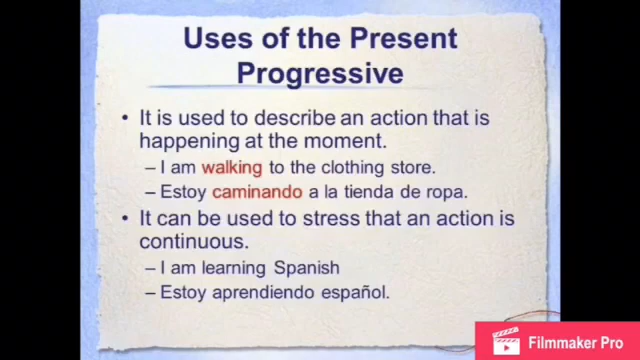 Uses of the Present
Progressive
• It is used to describe an action that is
happening at the moment.
– I am walking to the clothing store.
– Estoy caminando a la tienda de ropa.
• It can be used to stress that an action is
continuous.
– I am learning Spanish
– Estoy aprendiendo español.
Filmmaker Pro